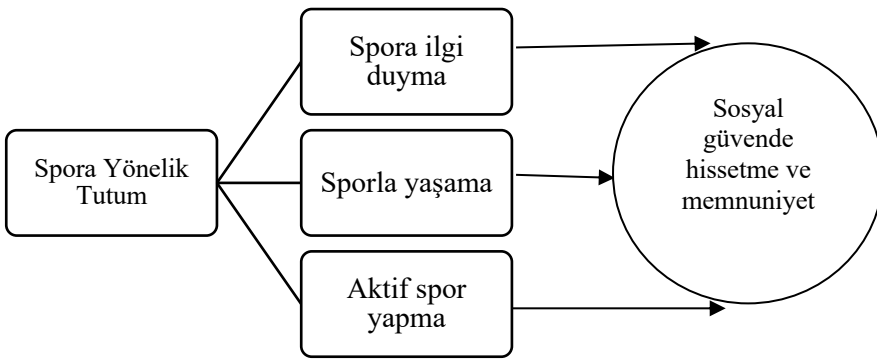 Spora Yönelik
Tutum
Spora ilgi
duyma
Sporla yaşama
Aktif spor
yapma
Sosyal
güvende
hissetme ve
memnuniyet